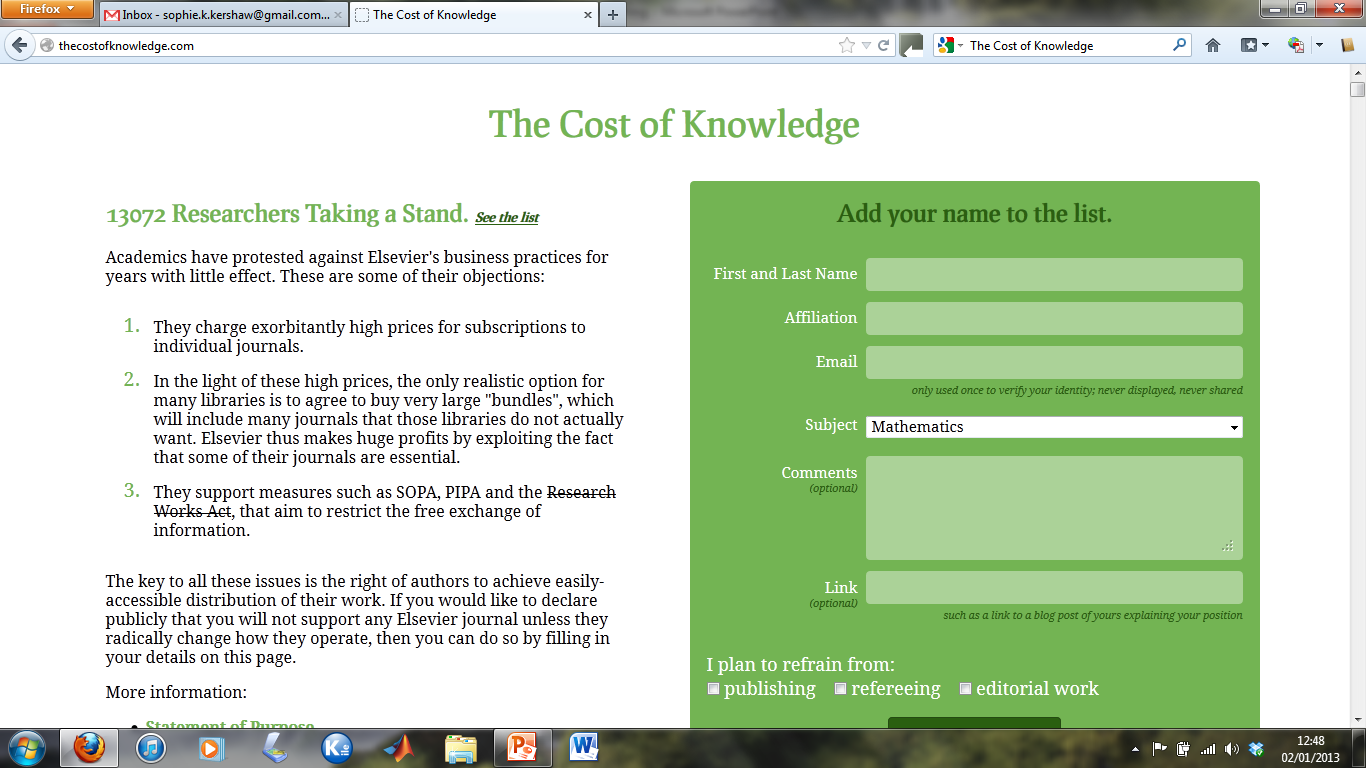 Firefox
Inbox - sophie.k.kershaw@gmail.com...
The Cost of Knowledge
thecostofknowledge.com
The Cost of Knowledge
The Cost of Knowledge
13072 Researchers Taking a Stand. See the list
Academics have protested against Elsevier's business practices for
years with little effect. These are some of their objections:
1. They charge exorbitantly high prices for subscriptions to
individual journals.
2. In the light of these high prices, the only realistic option for
many libraries is to agree to buy very large "bundles", which
will include many journals that those libraries do not actually
want. Elsevier thus makes huge profits by exploiting the fact
that some of their journals are essential.
3. They support measures such as SOPA, PIPA and the Research
Works Act, that aim to restrict the free exchange of
information.
The key to all these issues is the right of authors to achieve easily-
accessible distribution of their work. If you would like to declare
publicly that you will not support any Elsevier journal unless they
radically change how they operate, then you can do so by filling in
your details on this page.
More information:
Statement of Purpose
Add your name to the list.
First and Last Name
Affiliation
Email
only used once to verify your identity; never displayed, never shared
Subject Mathematics
Comments
(optional)
Link
(optional)
such as a link to a blog post of yours explaining your position
I plan to refrain from:
publishing refereeing editorial work
12:48
02/01/2013